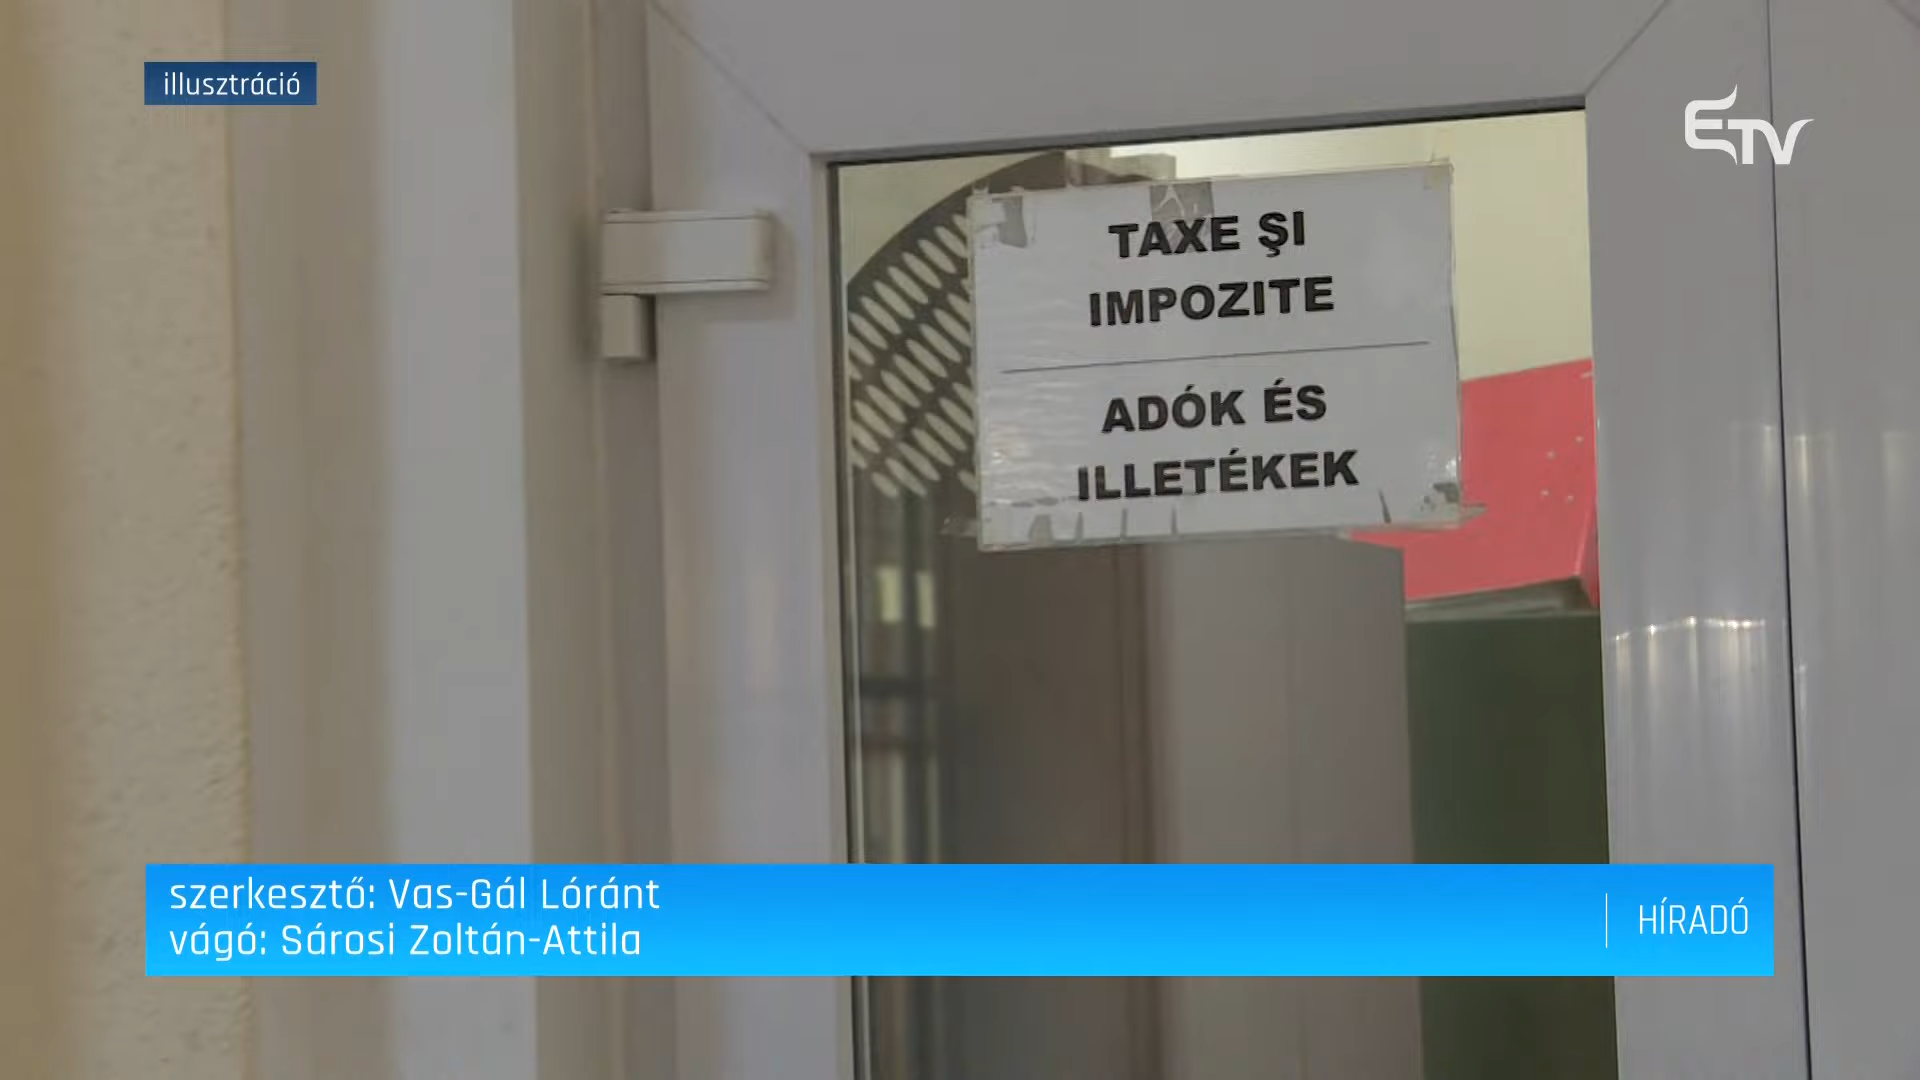 illusztráció
ETV
TAXE ŞI
IMPOZITE
ADÓK ÉS
ILLETÉKEK
szerkesztő: Vas-Gál Lóránt
vágó: Sárosi Zoltán-Attila
HÍRADÓ